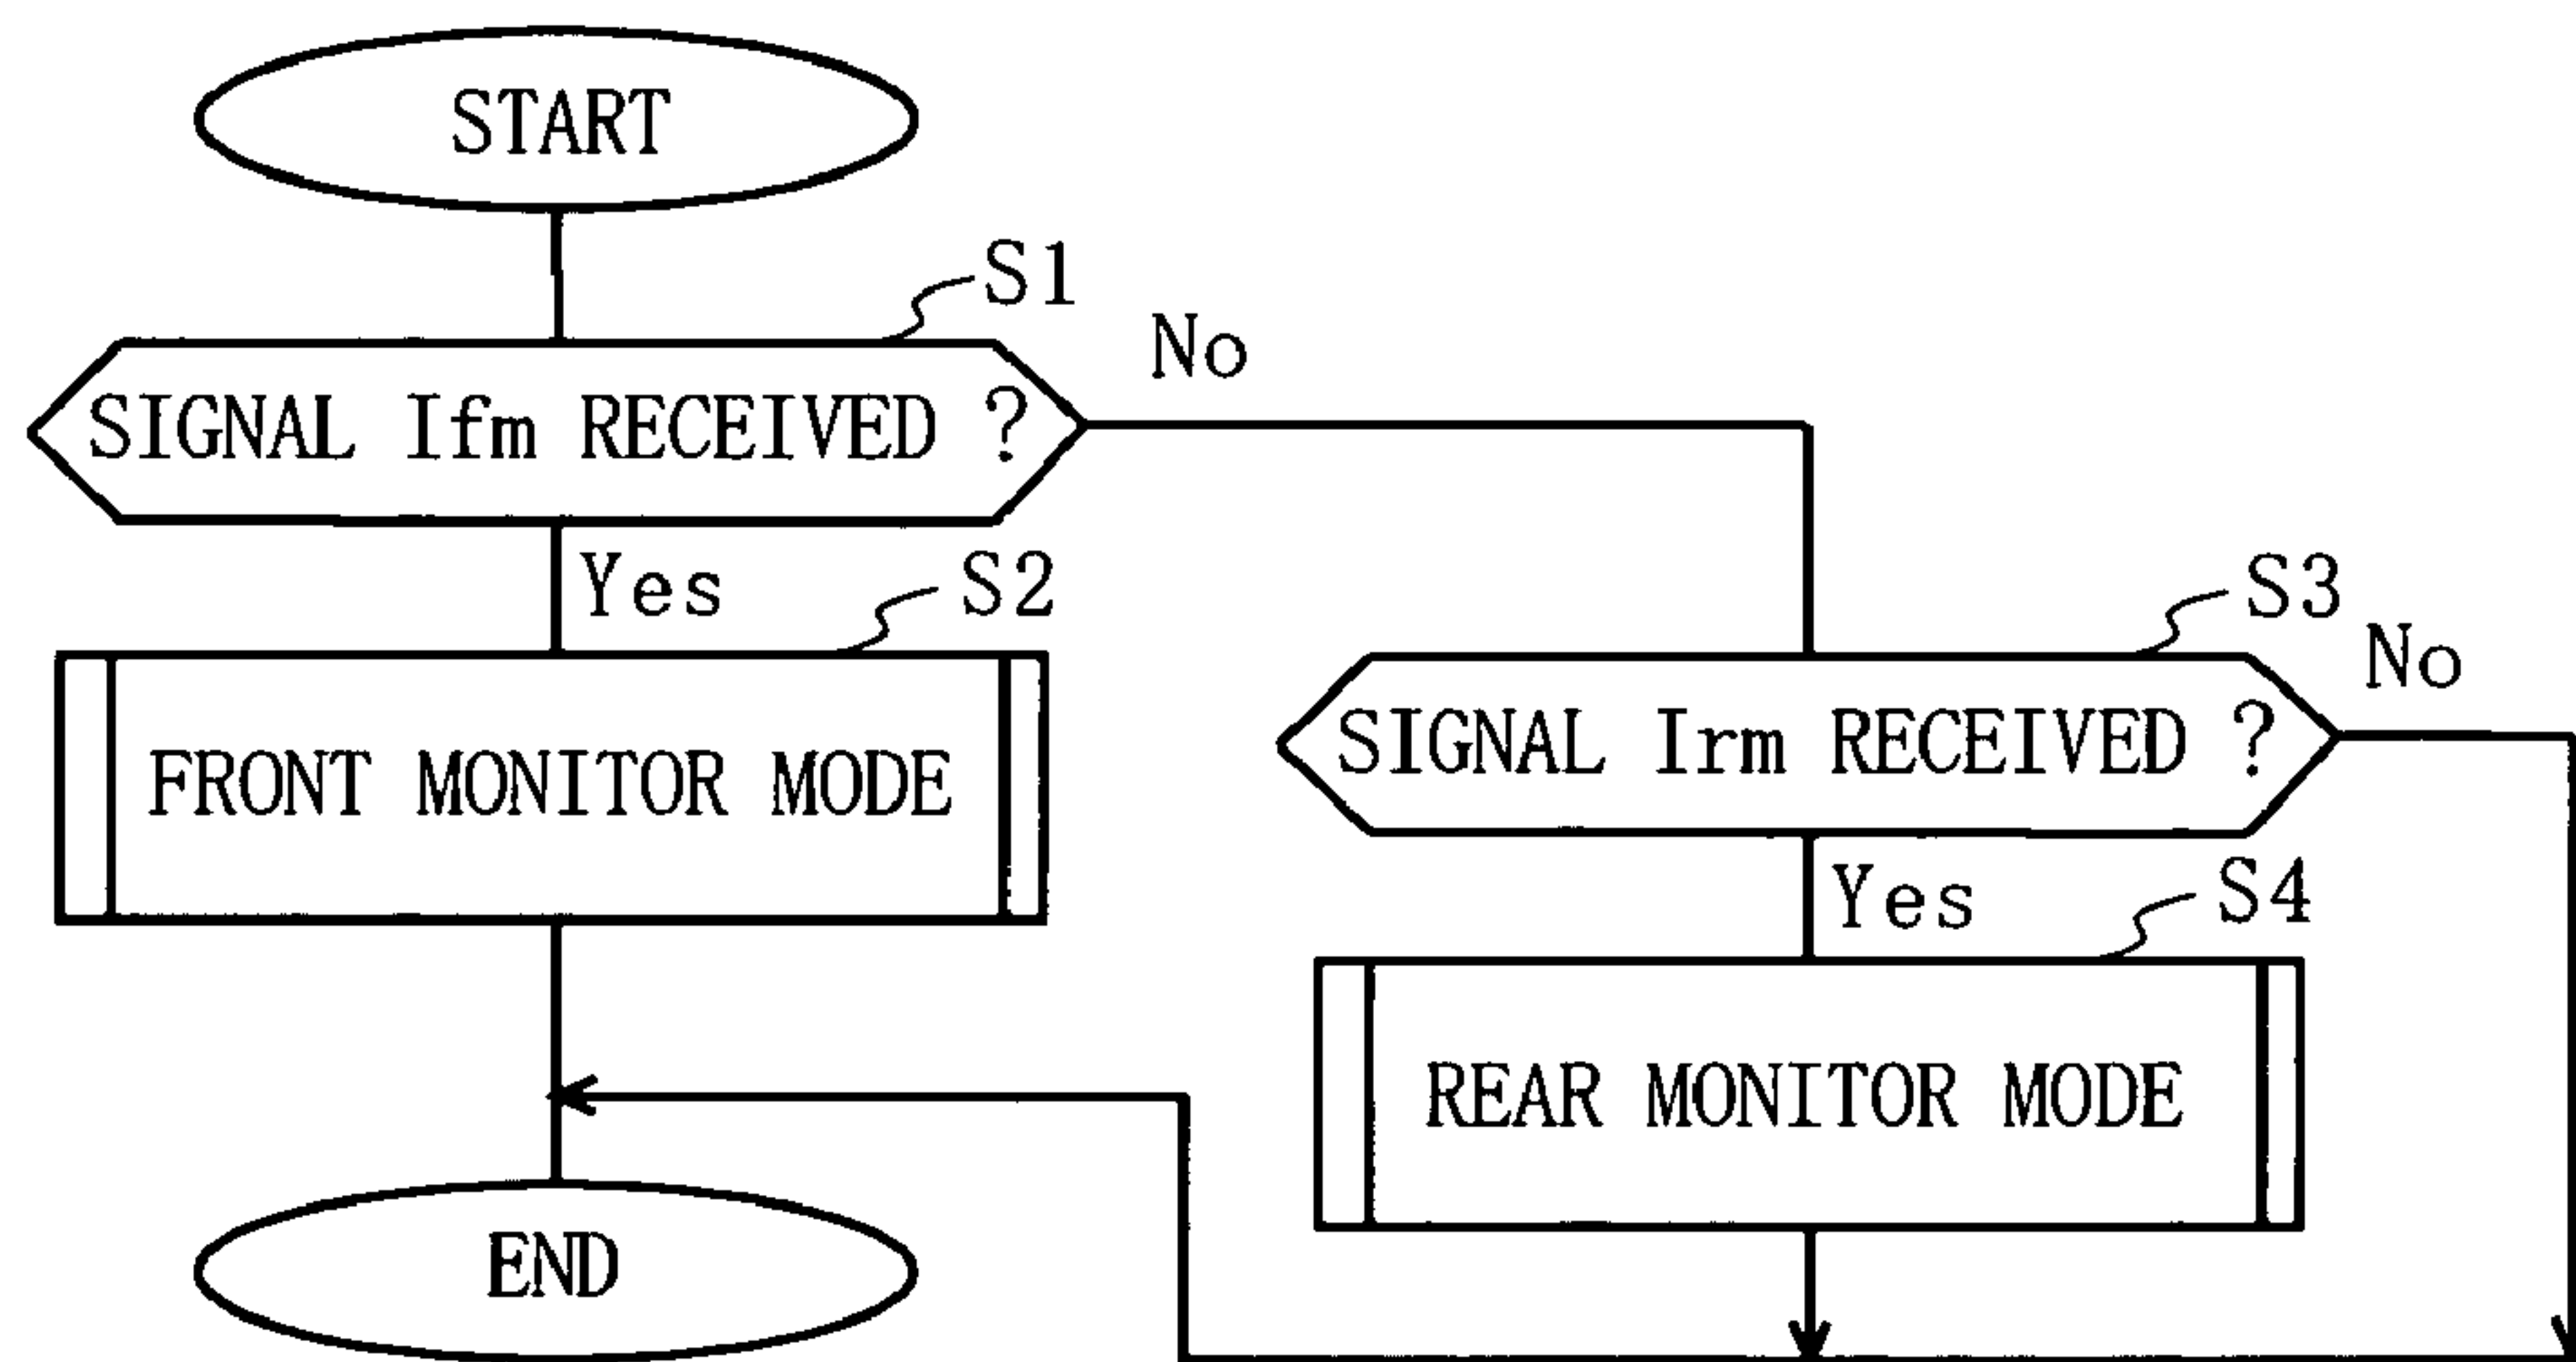 START
S1
SIGNAL Ifm RECEIVED ?
No
Yes
S2
FRONT MONITOR MODE
S3
SIGNAL Irm RECEIVED ?
No
Yes
S4
REAR MONITOR MODE
END